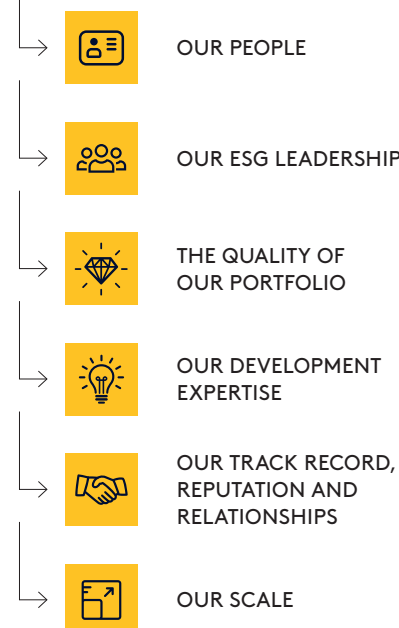 OUR PEOPLE
OUR ESG LEADERSHIP
THE QUALITY OF
OUR PORTFOLIO
OUR DEVELOPMENT
EXPERTISE
OUR TRACK RECORD,
REPUTATION AND
RELATIONSHIPS
OUR SCALE